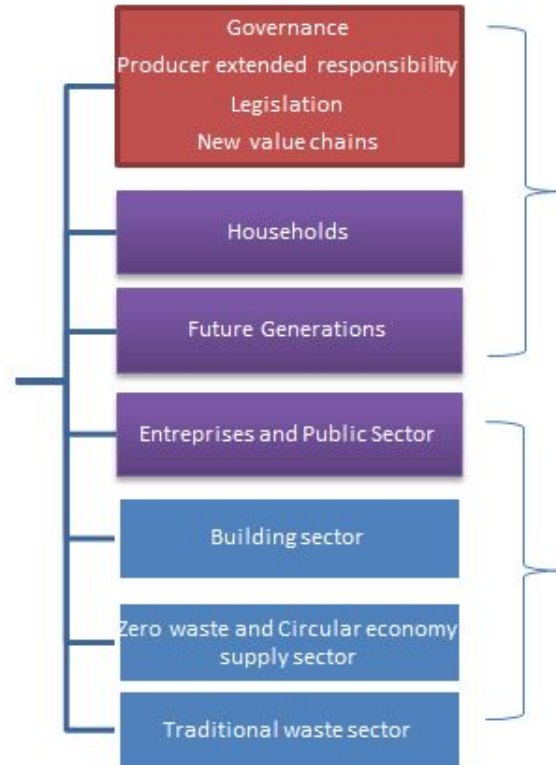 Governance
Producer extended responsibility
Legislation
New value chains
Households
Future Generations
Entreprises and Public Sector
Building sector
Zero waste and Circular economy
supply sector
Traditional waste sector